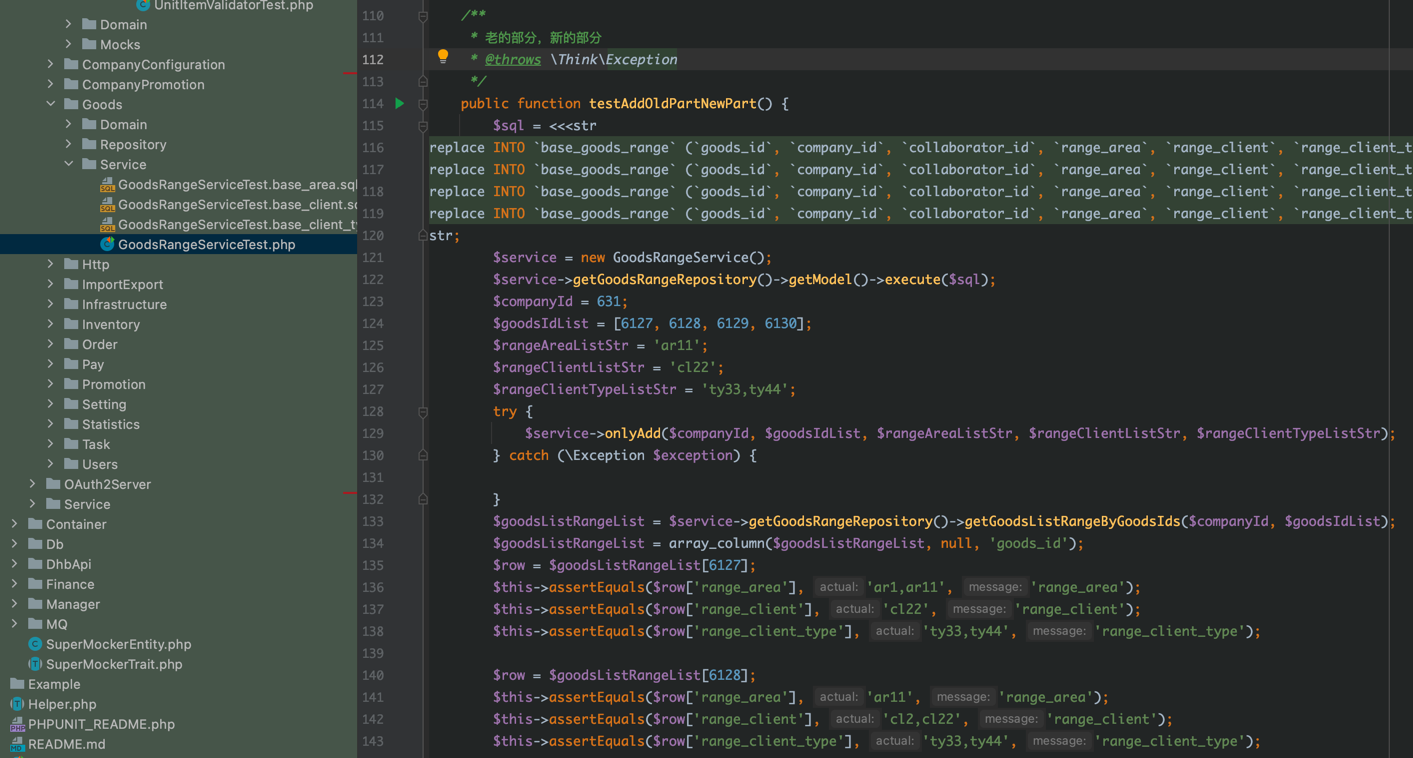 UnitItemValidatorTest.php
Domain
Mocks
CompanyConfiguration
CompanyPromotion
Goods
Domain
Repository
Service
GoodsRangeServiceTest.base_area.sql
GoodsRangeServiceTest.base_client.sc
GoodsRangeServiceTest.base_client_ty
GoodsRangeServiceTest.php
Http
ImportExport
Infrastructure
Inventory
Order
Pay
Promotion
Setting
Statistics
Task
Users
OAuth2Server
Service
Container
Db
DhbApi
Finance
Manager
MQ
SuperMockerEntity.php
SuperMockerTrait.php
Example
Helper.php
PHPUNIT_README.php
README.md
110 /**
111 * 老的部分，新的部分
112 * @throws \Think\Exception
113 */
114 public function testAddOldPartNewPart() {
115 $sql = <<<str
116 replace INTO `base_goods_range` (`goods_id`, `company_id`, `collaborator_id`, `range_area`, `range_client`, `range_client_t
117 replace INTO `base_goods_range` (`goods_id`, `company_id`, `collaborator_id`, `range_area`, `range_client`, `range_client_t
118 replace INTO `base_goods_range` (`goods_id`, `company_id`, `collaborator_id`, `range_area`, `range_client`, `range_client_t
119 replace INTO `base_goods_range` (`goods_id`, `company_id`, `collaborator_id`, `range_area`, `range_client`, `range_client_t
120 str;
121 $service = new GoodsRangeService();
122 $service->getGoodsRangeRepository()->getModel()->execute($sql);
123 $companyId = 631;
124 $goodsIdList = [6127, 6128, 6129, 6130];
125 $rangeAreaListStr = 'ar11';
126 $rangeClientListStr = 'cl22';
127 $rangeClientTypeListStr = 'ty33,ty44';
128 try {
129 $service->onlyAdd($companyId, $goodsIdList, $rangeAreaListStr, $rangeClientListStr, $rangeClientTypeListStr);
130 } catch (\Exception $exception) {
131
132 }
133 $goodsListRangeList = $service->getGoodsRangeRepository()->getGoodsListRangeByGoodsIds($companyId, $goodsIdList);
134 $goodsListRangeList = array_column($goodsListRangeList, null, 'goods_id');
135 $row = $goodsListRangeList[6127];
136 $this->assertEquals($row['range_area'], actual: 'ar1,ar11', message: 'range_area');
137 $this->assertEquals($row['range_client'], actual: 'cl22', message: 'range_client');
138 $this->assertEquals($row['range_client_type'], actual: 'ty33,ty44', message: 'range_client_type');
139
140 $row = $goodsListRangeList[6128];
141 $this->assertEquals($row['range_area'], actual: 'ar11', message: 'range_area');
142 $this->assertEquals($row['range_client'], actual: 'cl2,cl22', message: 'range_client');
143 $this->assertEquals($row['range_client_type'], actual: 'ty33,ty44', message: 'range_client_type');